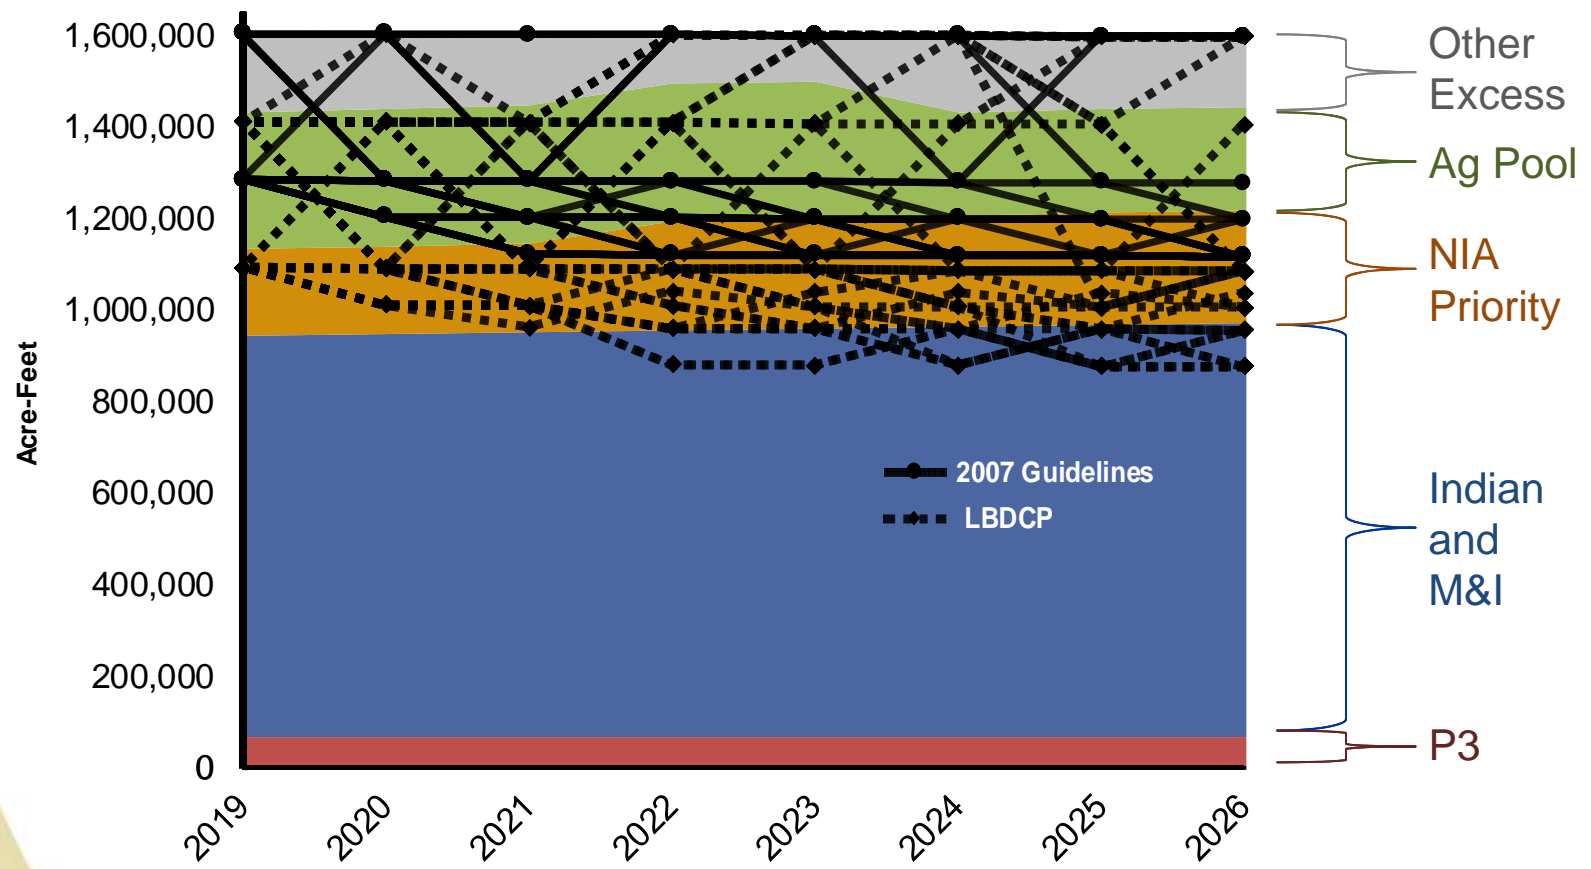 1,600,000
1,400,000
1,200,000
1,000,000
800,000
600,000
400,000
200,000
0
Acre-Feet
2019
2020
2021
2022
2023
2024
2025
2026
2007 Guidelines
LBDCP
Other
Excess
Ag Pool
NIA
Priority
Indian
and
M&I
P3